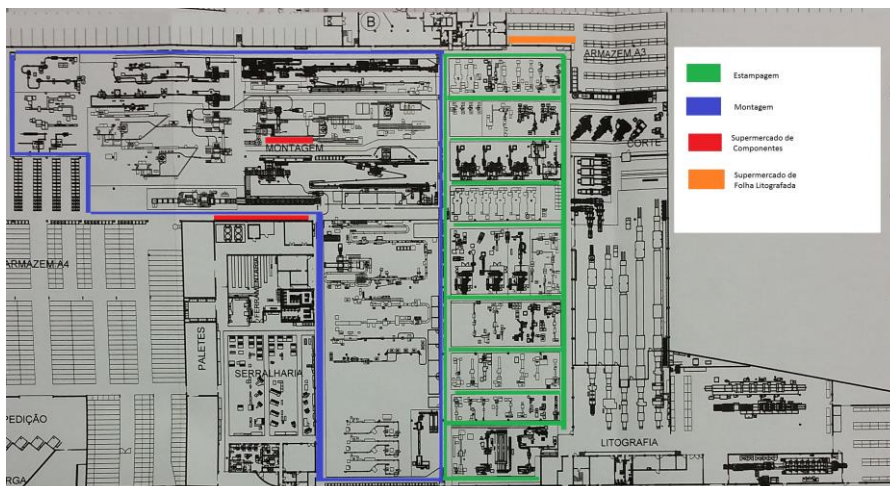 B
ARMAZEM A3
Estampagem
Montagem
MONTAGEM
Supermercado de
Componentes
CORTE
Supermercado de
Folha Litografada
ARMAZEM A4
FERRAMENTARIA
PALETES
SERRALHARIA
PEDIÇÃO
LITOGRAFIA
RGA